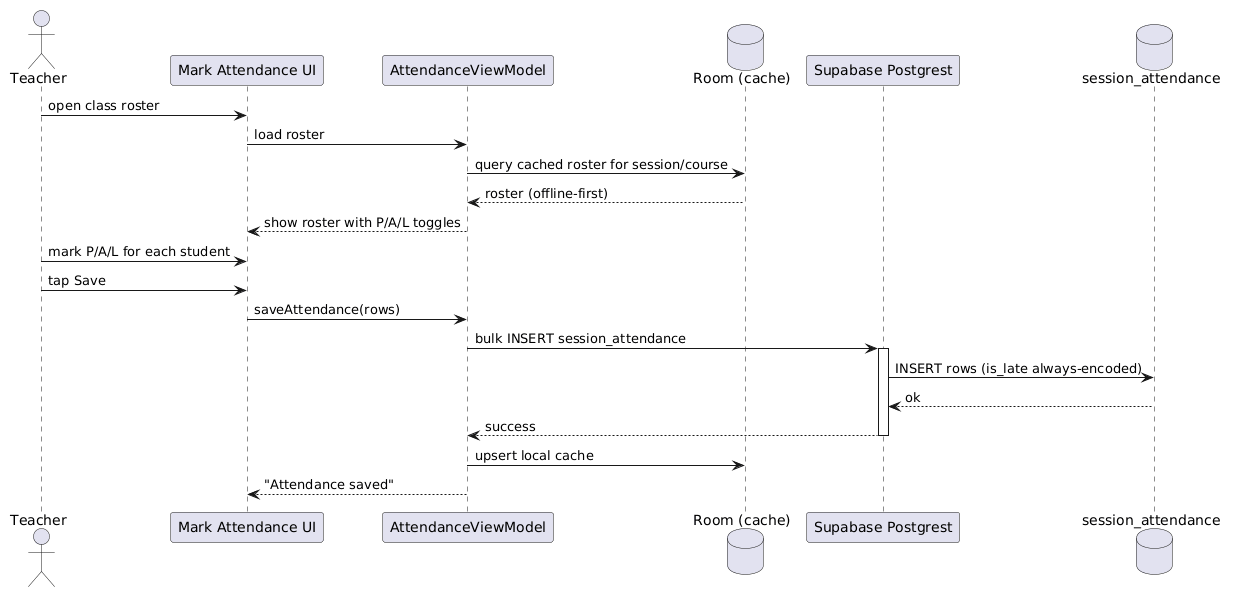 Teacher
Mark Attendance UI
AttendanceViewModel
Room (cache)
Supabase Postgrest
session_attendance
open class roster
load roster
query cached roster for session/course
roster (offline-first)
show roster with P/A/L toggles
mark P/A/L for each student
tap Save
saveAttendance(rows)
bulk INSERT session_attendance
INSERT rows (is_late always-encoded)
ok
success
upsert local cache
"Attendance saved"
Teacher
Mark Attendance UI
AttendanceViewModel
Room (cache)
Supabase Postgrest
session_attendance